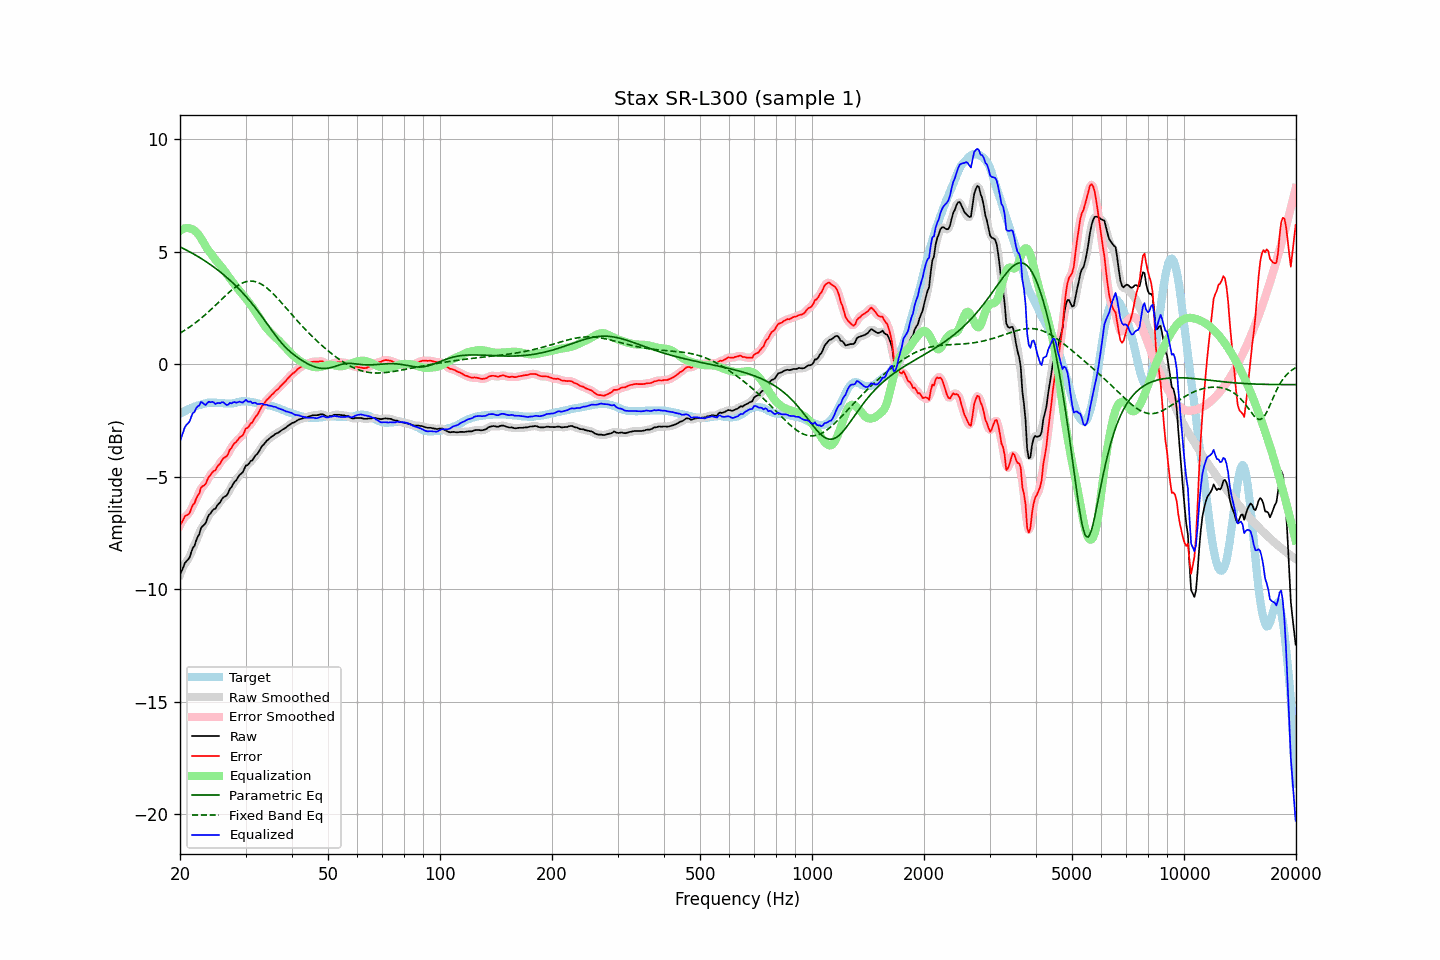 Stax SR-L300 (sample 1)
10
5
0
−5
−10
−15
−20
Amplitude (dBr)
Target
Raw Smoothed
Error Smoothed
Raw
Error
Equalization
Parametric Eq
Fixed Band Eq
Equalized
20 50 100 200 500 1000 2000 5000 10000 20000
Frequency (Hz)